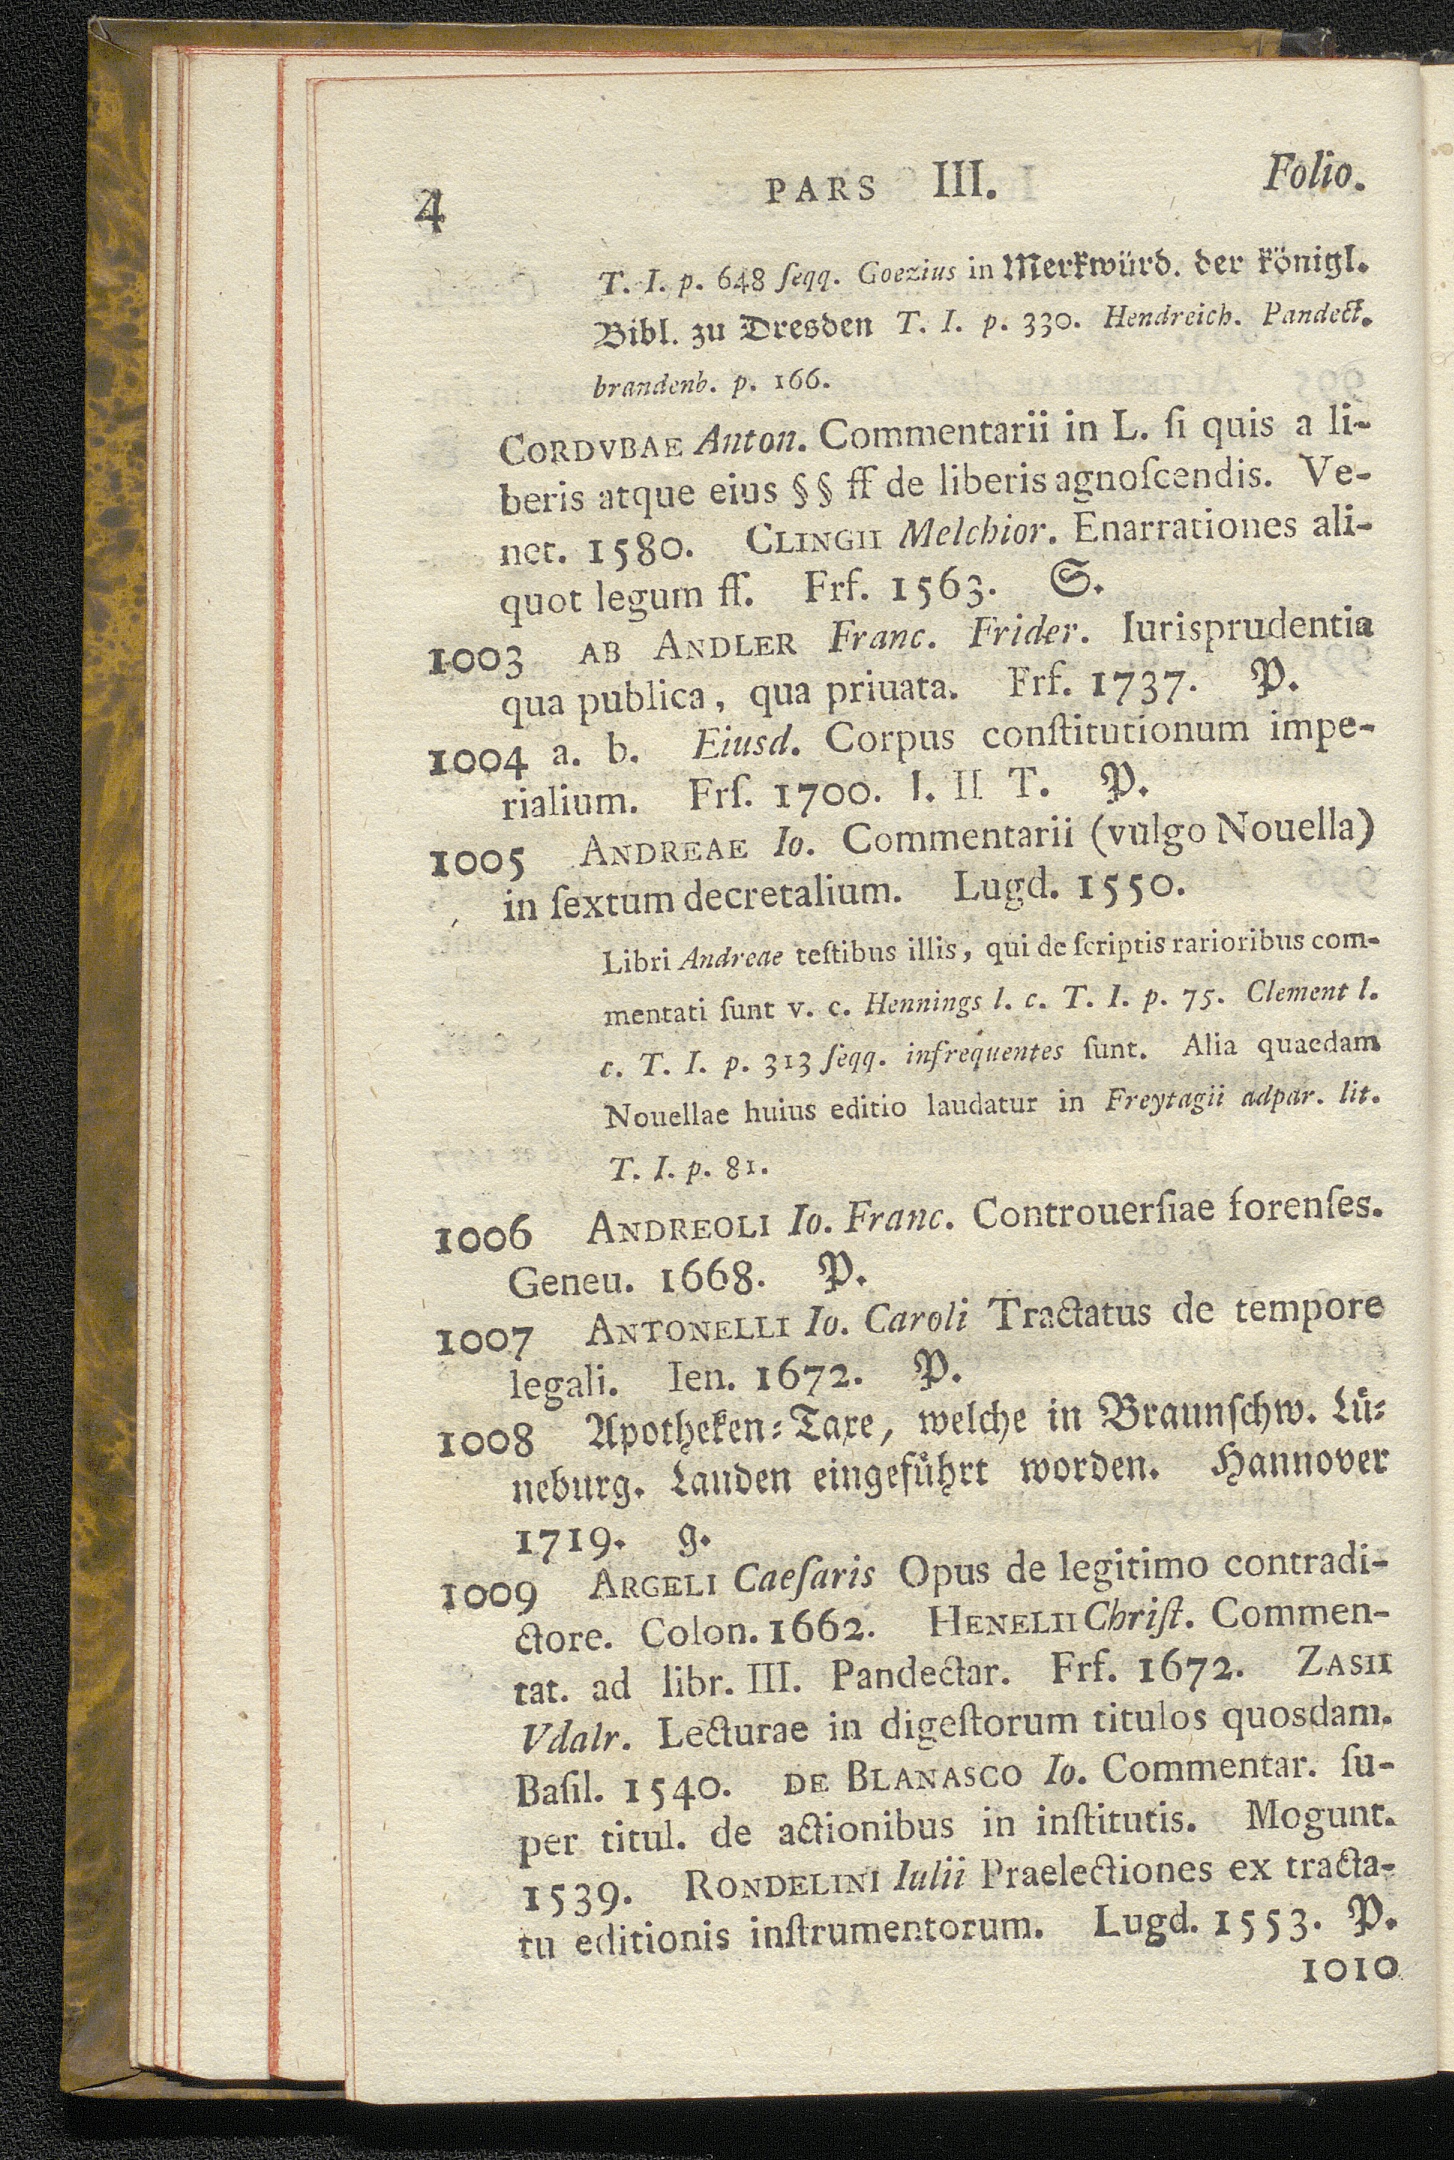 4 PARS III. Folio.
T. I. p. 648 ſeqq. Goezius in Merkwürd. der königl.
Bibl. zu Dresden T. I. p. 330. Hendreich. Pandect.
brandenb. p. 166.
CORDVBAE Anton. Commentarii in L. ſi quis a li-
beris atque eius §§ ff de liberis agnoſcendis. Ve-
net. 1580. CLINGII Melchior. Enarrationes ali-
quot legum ff. Frf. 1563. S.
1003 AB ANDLER Franc. Frider. Iurisprudentia
qua publica, qua priuata. Frf. 1737. P.
1004 a. b. Eiusd. Corpus conſtitutionum impe-
rialium. Frſ. 1700. I. II T. P.
1005 ANDREAE Io. Commentarii (vulgo Nouella)
in ſextum decretalium. Lugd. 1550.
Libri Andreae teſtibus illis, qui de ſcriptis rarioribus com-
mentati ſunt v. c. Hennings l. c. T. I. p. 75. Clement l.
c. T. I. p. 313 ſeqq. infrequentes ſunt. Alia quaedam
Nouellae huius editio laudatur in Freytagii adpar. lit.
T. I. p. 81.
1006 ANDREOLI Io. Franc. Controuerſiae forenſes.
Geneu. 1668. P.
1007 ANTONELLI Io. Caroli Tractatus de tempore
legali. Ien. 1672. P.
1008 Apotheken-Taxe, welche in Braunſchw. Lü-
neburg. Landen eingeführt worden. Hannover
1719. g.
1009 ARGELI Caeſaris Opus de legitimo contradi-
ctore. Colon. 1662. HENELII Chriſt. Commen-
tat. ad libr. III. Pandectar. Frf. 1672. ZASII
Vdalr. Lecturae in digeſtorum titulos quosdam.
Baſil. 1540. DE BLANASCO Io. Commentar. ſu-
per titul. de actionibus in inſtitutis. Mogunt.
1539. RONDELINI Iulii Praelectiones ex tracta-
tu editionis inſtrumentorum. Lugd. 1553. P.
1010